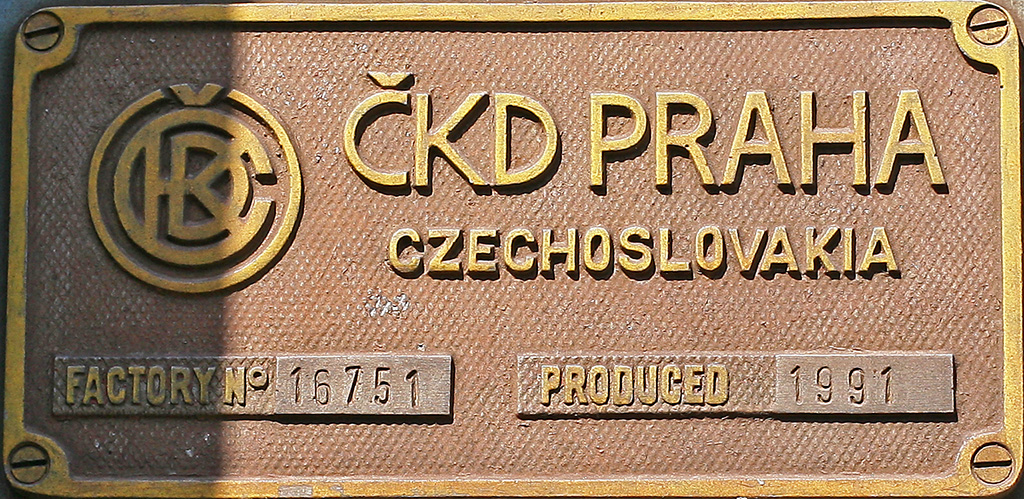 ČKD
ČKD PRAHA
CZECHOSLOVAKIA
FACTORY Nº 16751
PRODUCED 1991